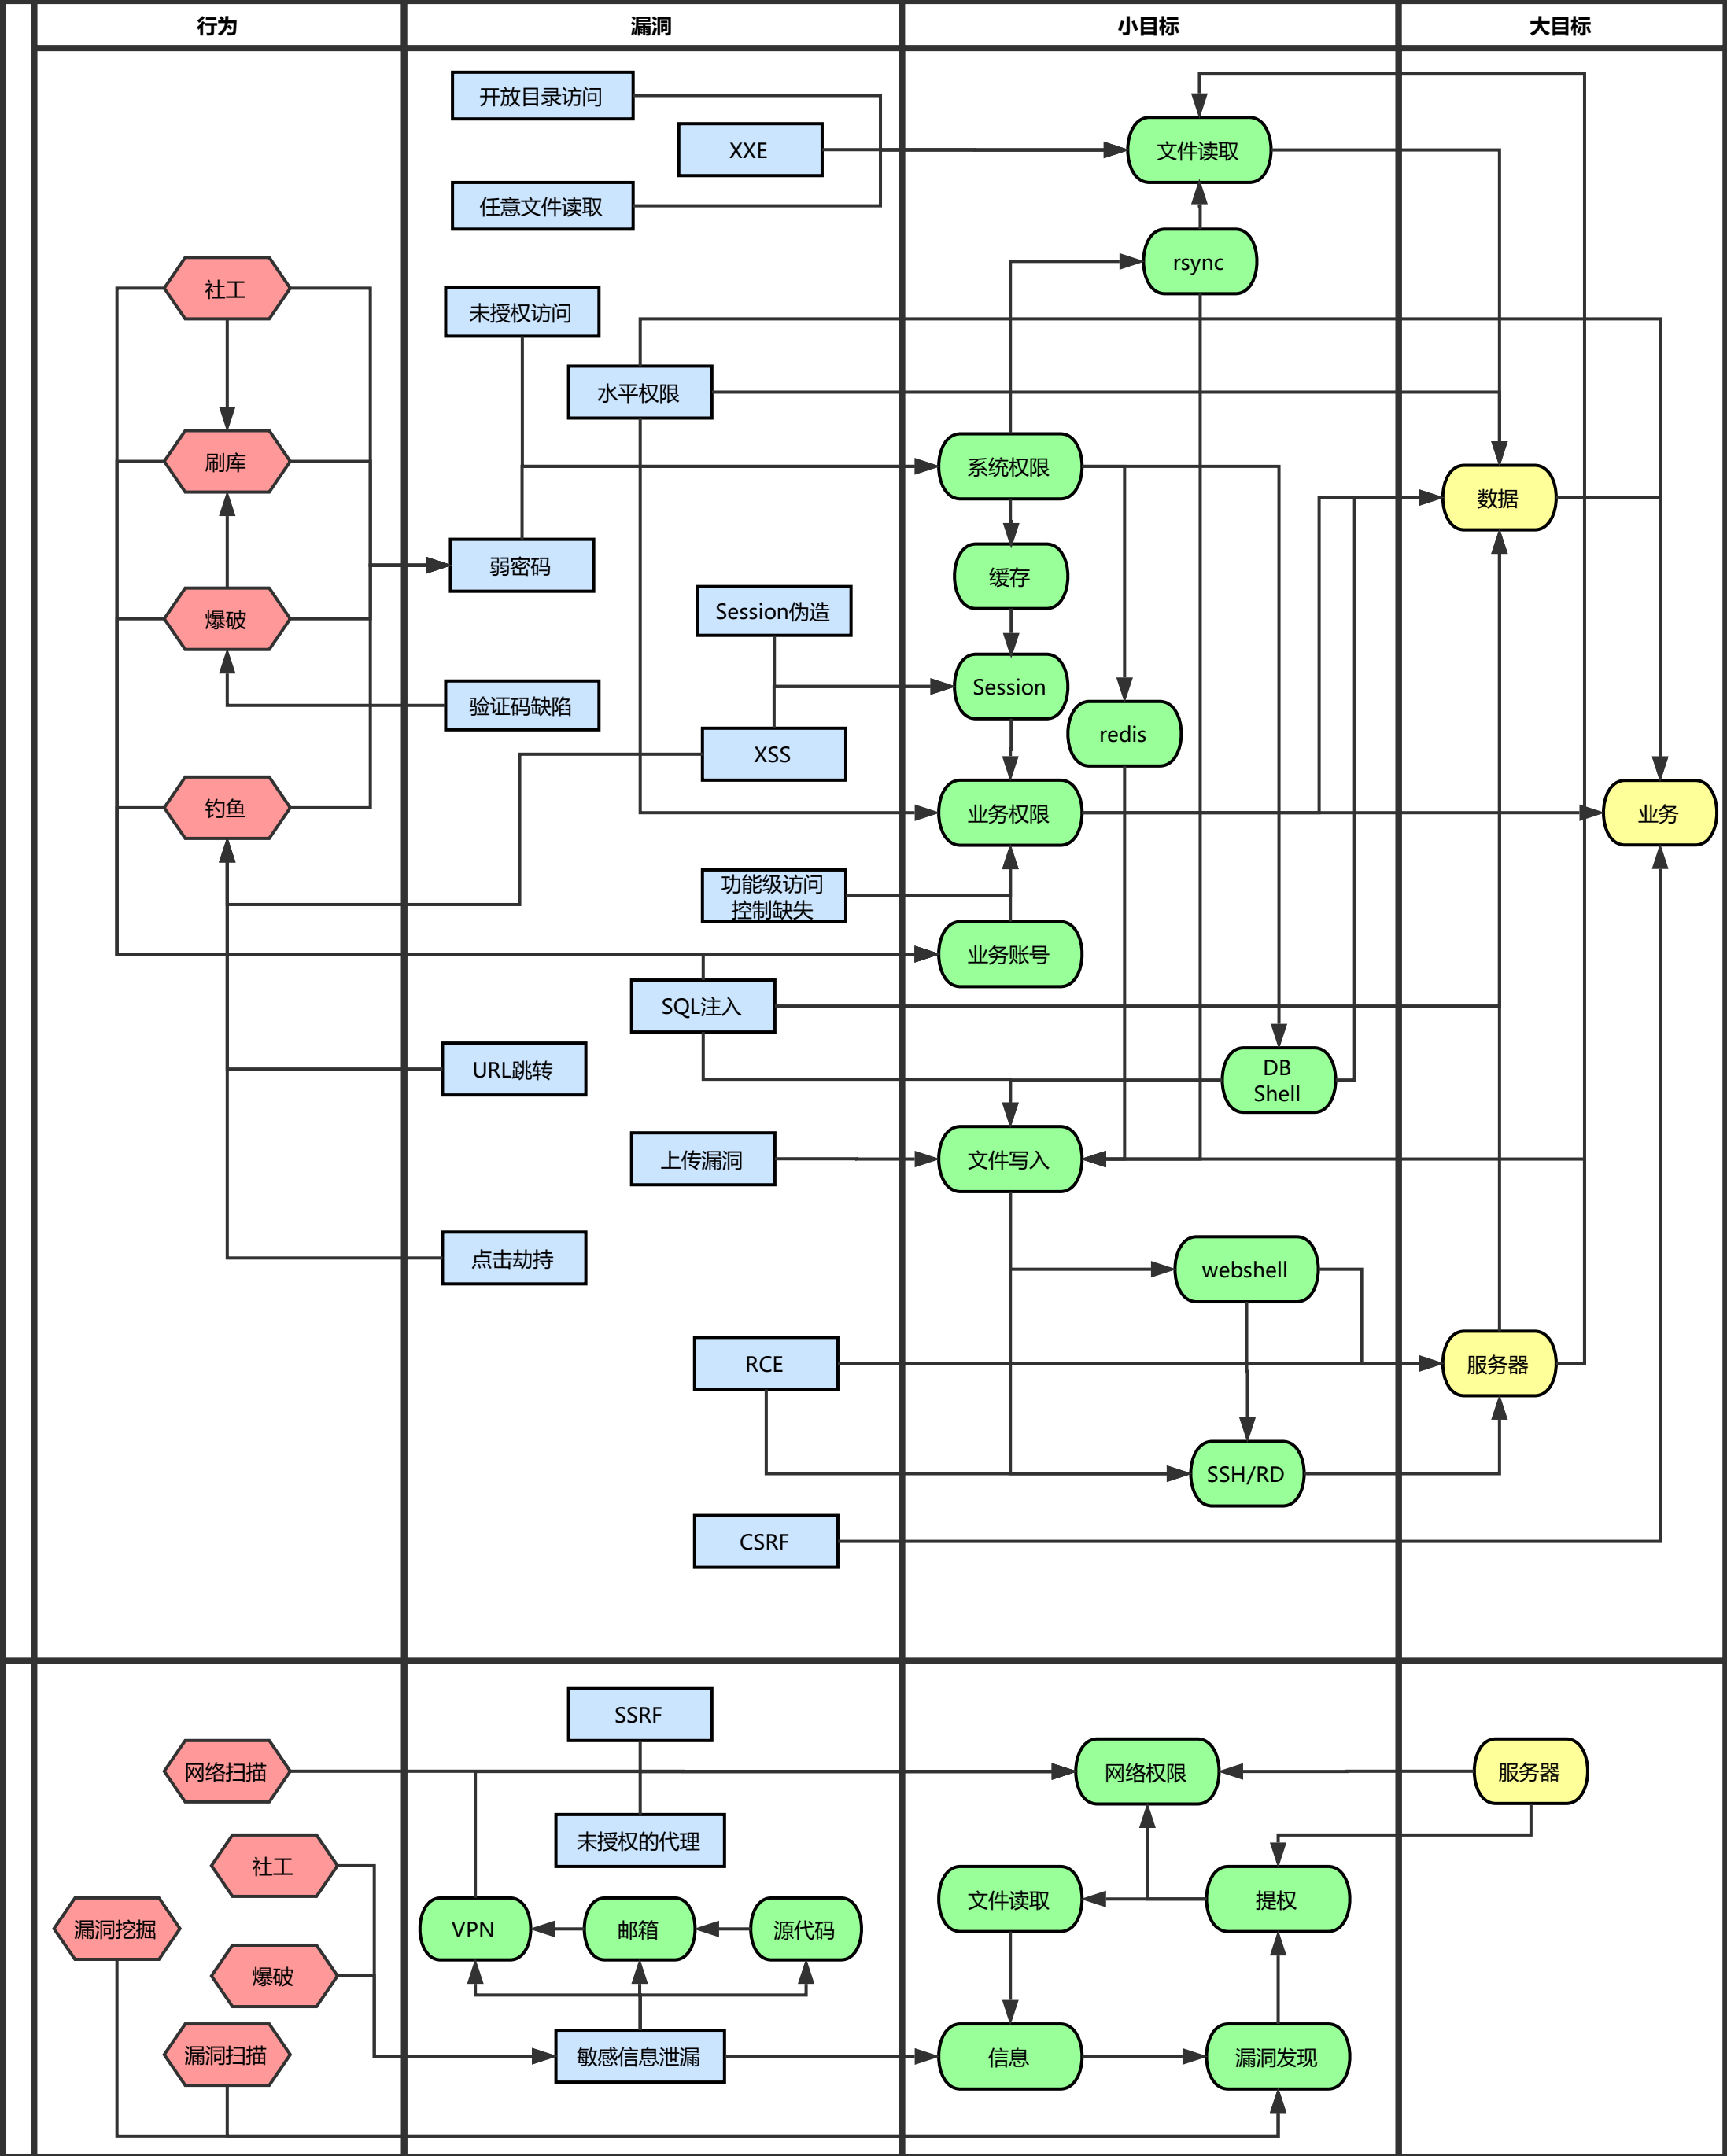 行为
漏洞
小目标
大目标
开放目录访问
XXE
文件读取
任意文件读取
rsync
社工
未授权访问
水平权限
刷库
系统权限
数据
弱密码
缓存
爆破
Session伪造
Session
验证码缺陷
redis
XSS
钓鱼
业务权限
业务
功能级访问
控制缺失
业务账号
SQL注入
URL跳转
DB
Shell
上传漏洞
文件写入
点击劫持
webshell
RCE
服务器
SSH/RD
CSRF
SSRF
网络扫描
网络权限
服务器
未授权的代理
社工
文件读取
提权
漏洞挖掘
VPN
邮箱
源代码
爆破
漏洞扫描
敏感信息泄漏
信息
漏洞发现